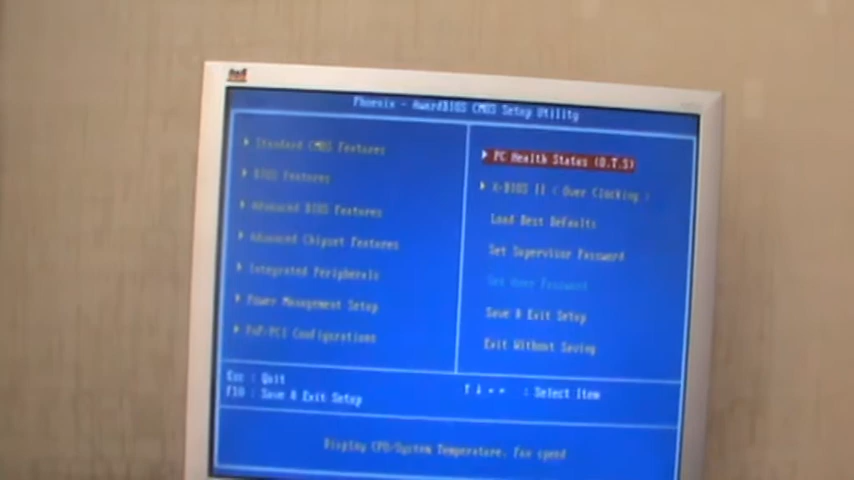 Phoenix - AwardBIOS CMOS Setup Utility
Standard CMOS Features
BIOS Features
Advanced BIOS Features
Advanced Chipset Features
Integrated Peripherals
Power Management Setup
PnP/PCI Configurations
PC Health Status (O.T.S)
X-BIOS II ( Over Clocking )
Load Best Defaults
Set Supervisor Password
Set User Password
Save & Exit Setup
Exit Without Saving
Esc : Quit
F10 : Save & Exit Setup
↑ ↓ → ← : Select Item
Display CPU/System Temperature, Fan speed